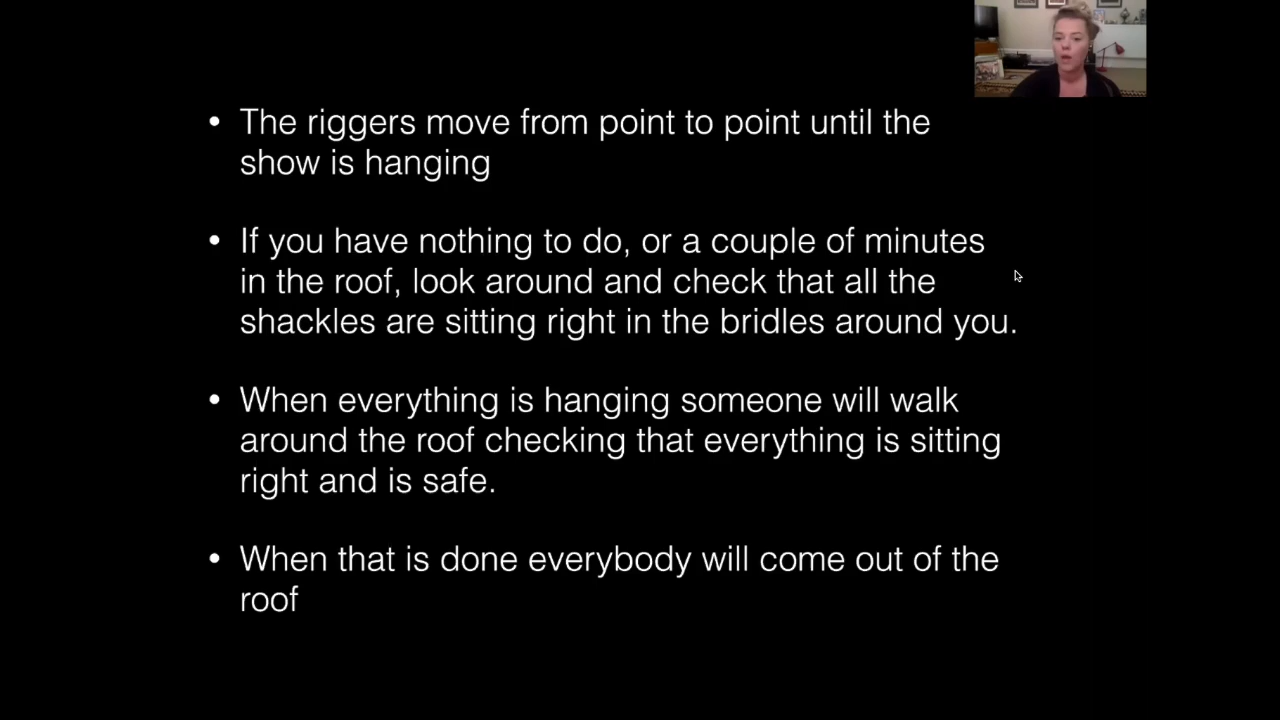 • The riggers move from point to point until the
show is hanging
• If you have nothing to do, or a couple of minutes
in the roof, look around and check that all the
shackles are sitting right in the bridles around you.
• When everything is hanging someone will walk
around the roof checking that everything is sitting
right and is safe.
• When that is done everybody will come out of the
roof